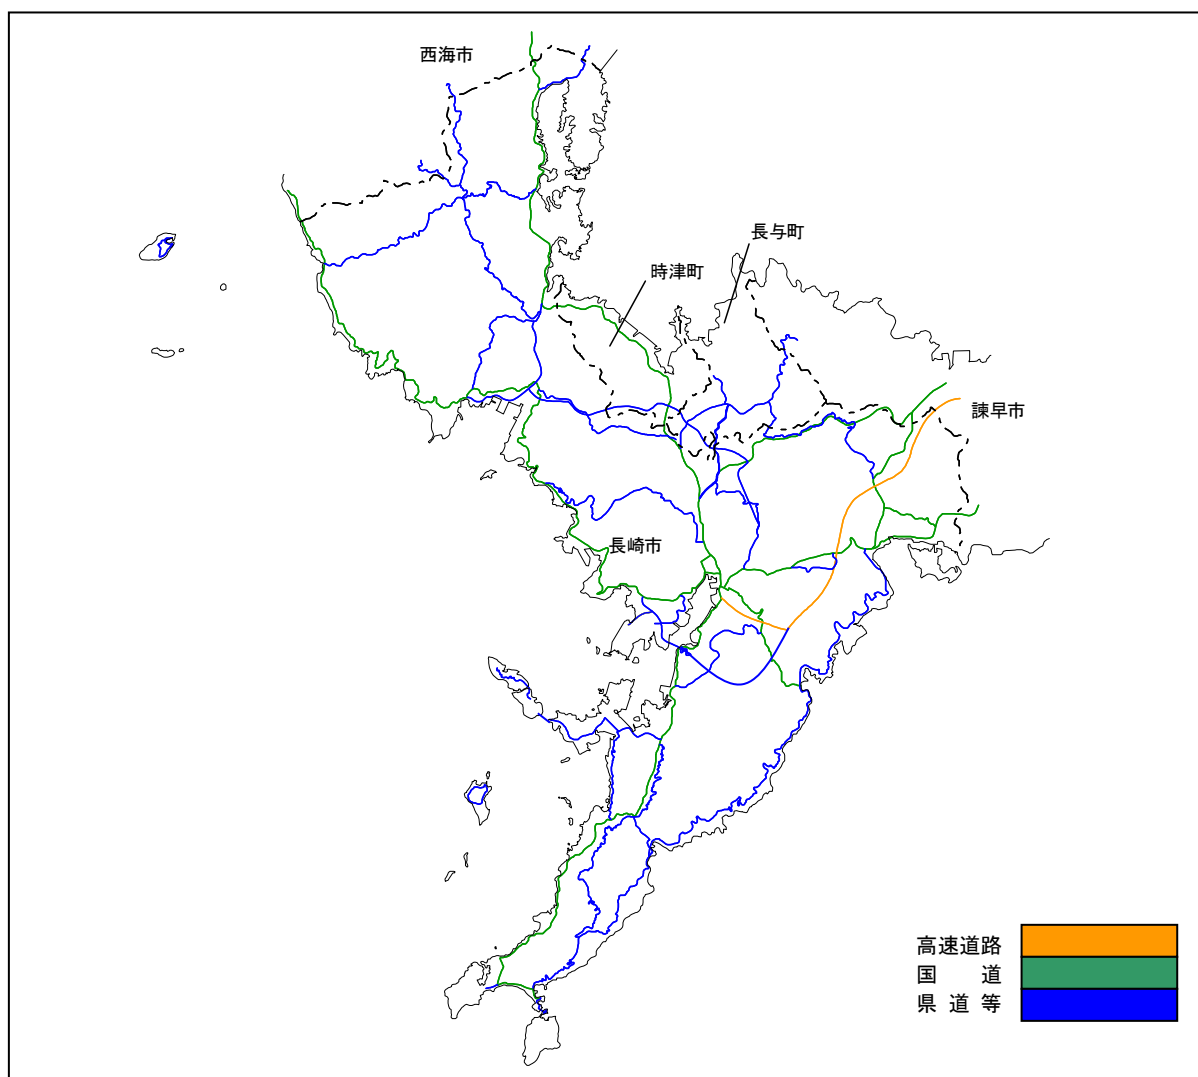 西海市
長与町
時津町
諫早市
長崎市
高速道路
国　　道
県 道 等